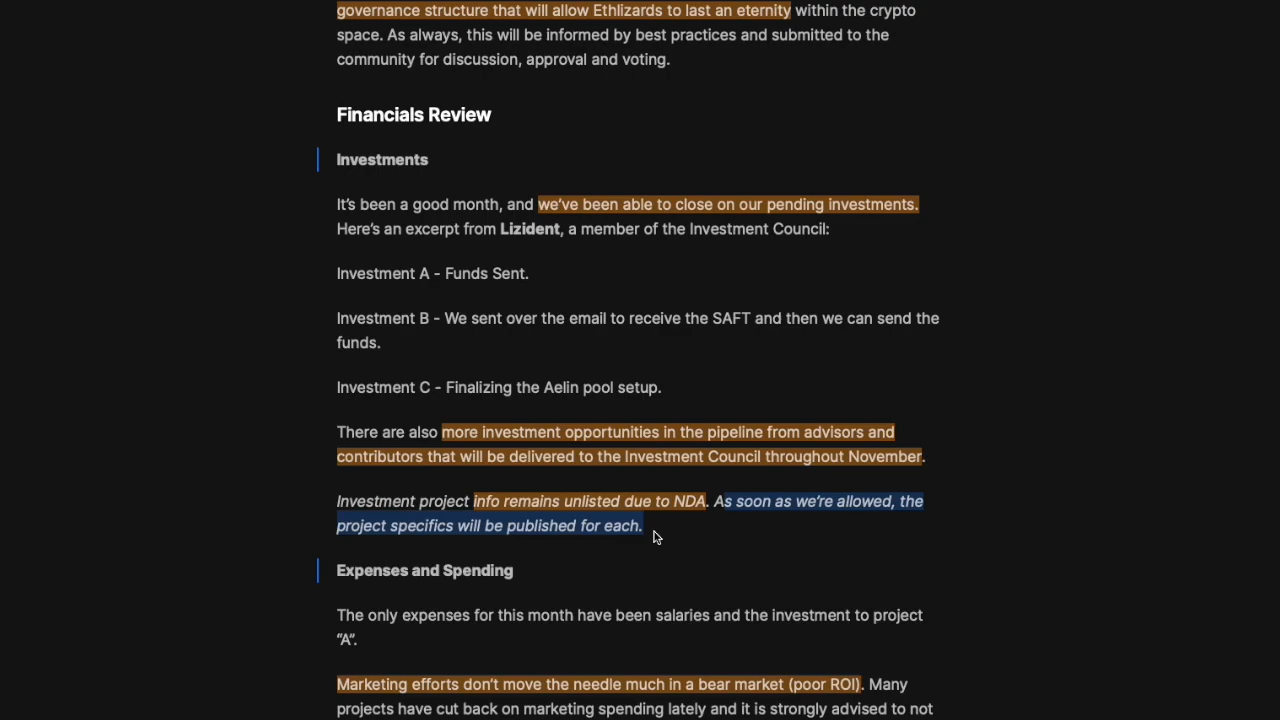 governance structure that will allow Ethlizards to last an eternity within the crypto
space. As always, this will be informed by best practices and submitted to the
community for discussion, approval and voting.
Financials Review
Investments
It's been a good month, and we've been able to close on our pending investments.
Here's an excerpt from Lizident, a member of the Investment Council:
Investment A - Funds Sent.
Investment B - We sent over the email to receive the SAFT and then we can send the
funds.
Investment C - Finalizing the Aelin pool setup.
There are also more investment opportunities in the pipeline from advisors and
contributors that will be delivered to the Investment Council throughout November.
Investment project info remains unlisted due to NDA. As soon as we're allowed, the
project specifics will be published for each.
Expenses and Spending
The only expenses for this month have been salaries and the investment to project
“A”.
Marketing efforts don't move the needle much in a bear market (poor ROI). Many
projects have cut back on marketing spending lately and it is strongly advised to not